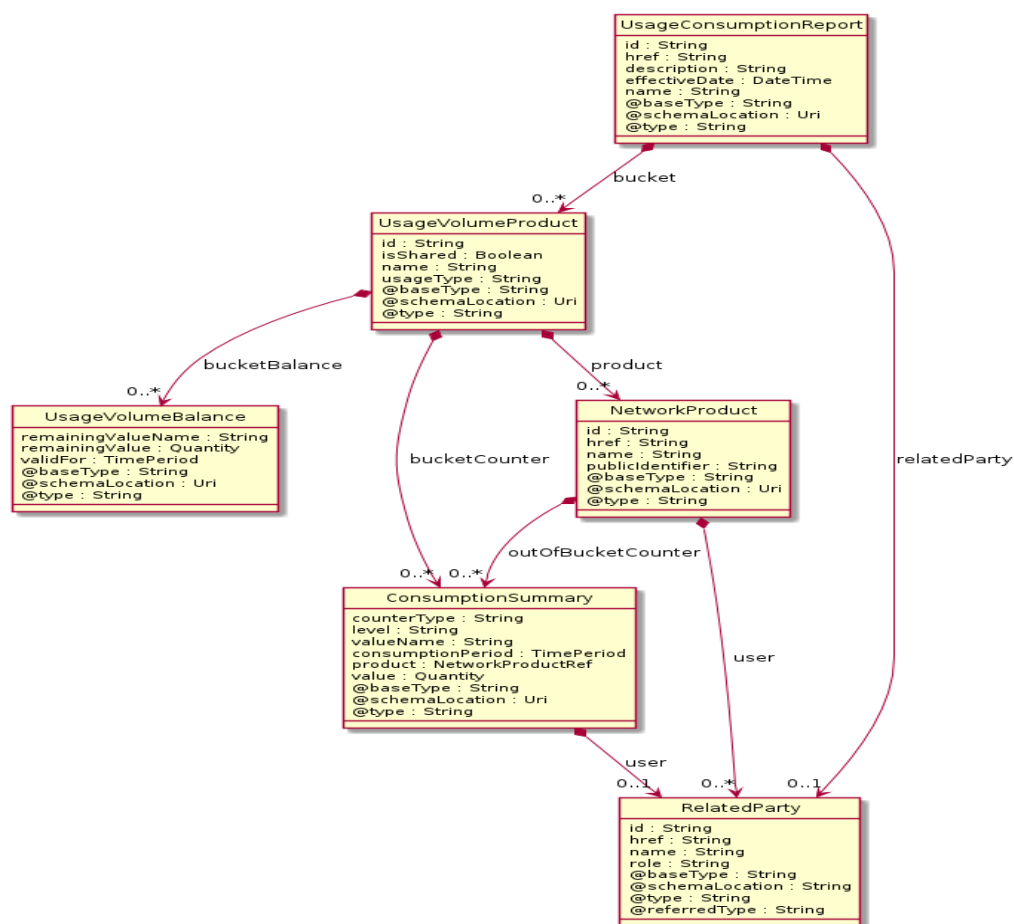 UsageConsumptionReport
id : String
href : String
description : String
effectiveDate : DateTime
name : String
@baseType : String
@schemaLocation : Uri
@type : String
bucket
0..*
UsageVolumeProduct
id : String
isShared : Boolean
name : String
usageType : String
@baseType : String
@schemaLocation : Uri
@type : String
bucketBalance
product
0..*
0..*
UsageVolumeBalance
remainingValueName : String
remainingValue : Quantity
validFor : TimePeriod
@baseType : String
@schemaLocation : Uri
@type : String
NetworkProduct
id : String
href : String
name : String
publicIdentifier : String
@baseType : String
@schemaLocation : Uri
@type : String
bucketCounter
relatedParty
outOfBucketCounter
0..*
0..*
ConsumptionSummary
counterType : String
level : String
valueName : String
consumptionPeriod : TimePeriod
product : NetworkProductRef
value : Quantity
@baseType : String
@schemaLocation : Uri
@type : String
user
user
0..1
0..*
0..1
RelatedParty
id : String
href : String
name : String
role : String
@baseType : String
@schemaLocation : String
@type : String
@referredType : String